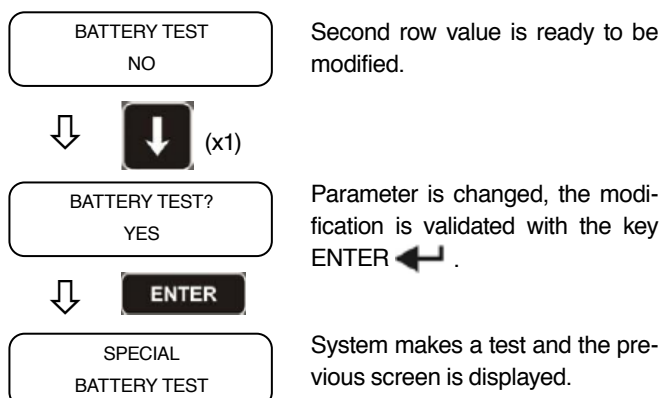 BATTERY TEST
NO
Second row value is ready to be
modified.
(x1)
BATTERY TEST?
YES
Parameter is changed, the modi-
fication is validated with the key
ENTER .
ENTER
SPECIAL
BATTERY TEST
System makes a test and the pre-
vious screen is displayed.